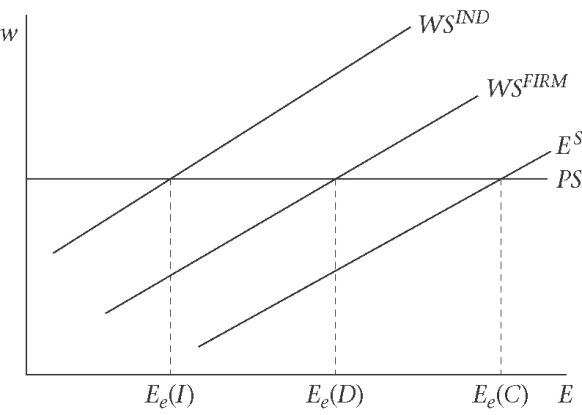 w
WS^IND
WS^FIRM
E^S
PS
E_e(I)
E_e(D)
E_e(C)
E